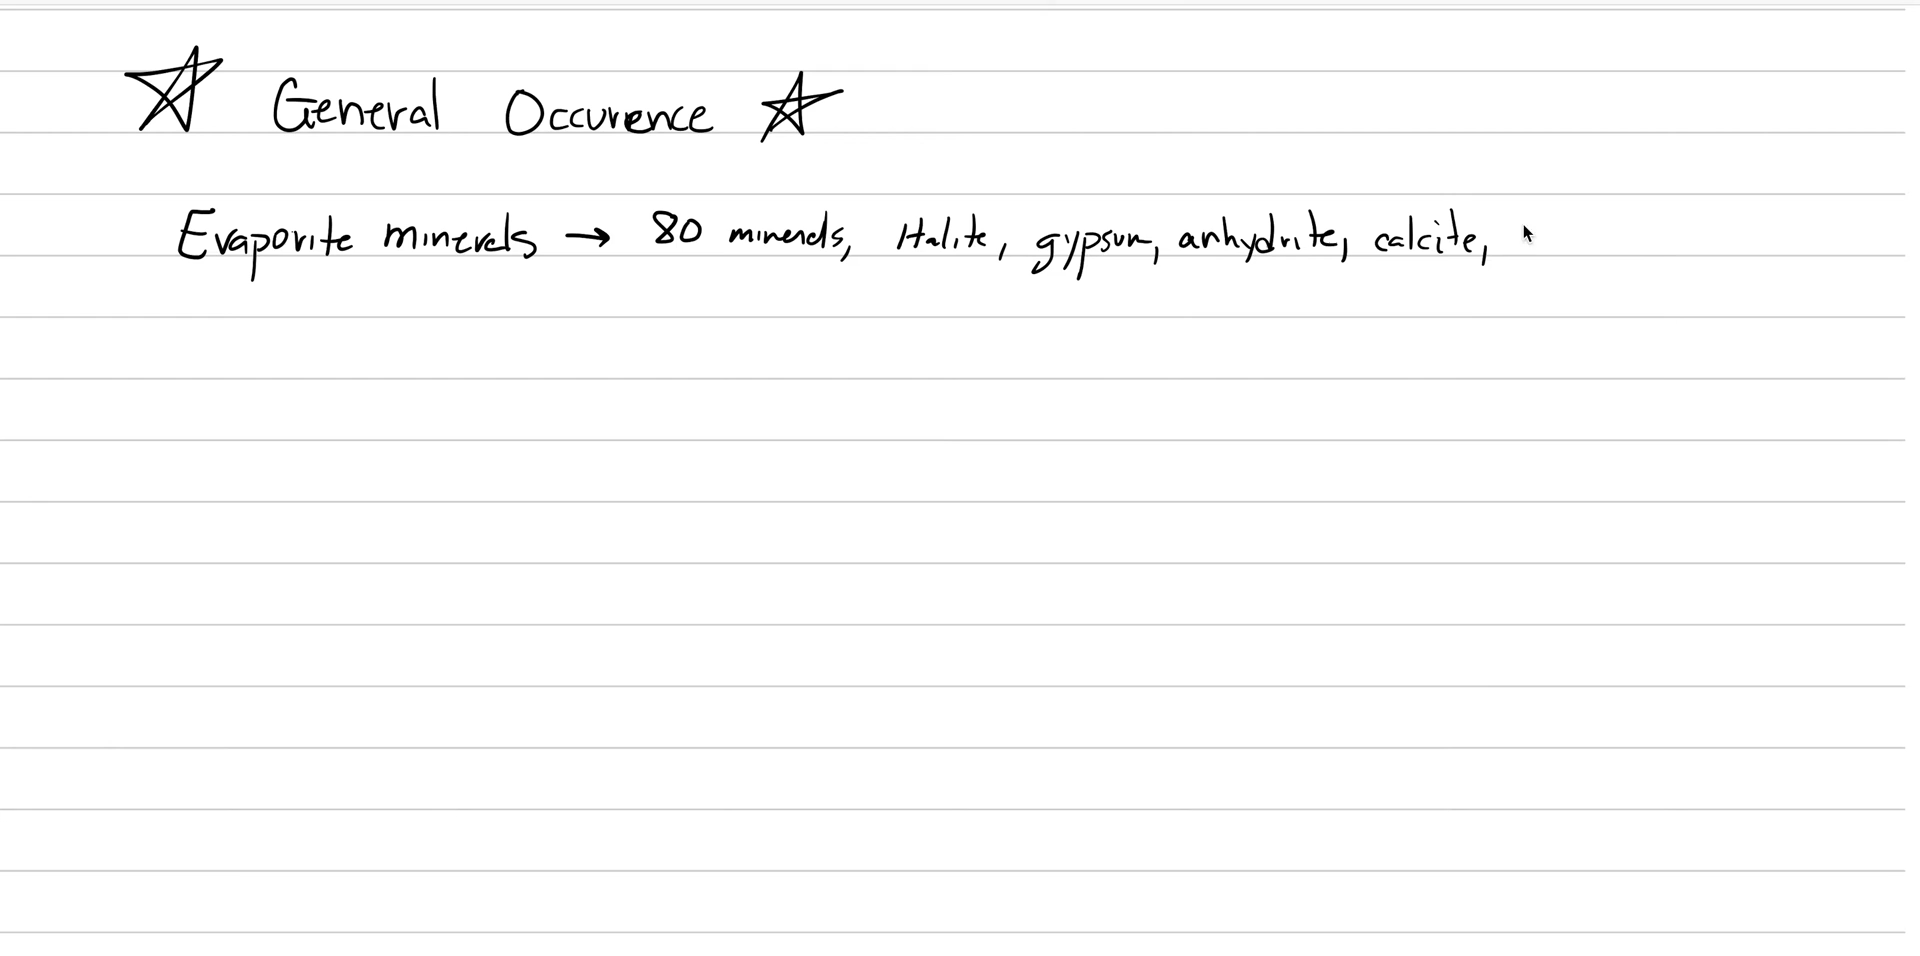 General Occurence
Evaporite minerals → 80 minerals, Halite, gypsum, anhydrite, calcite,